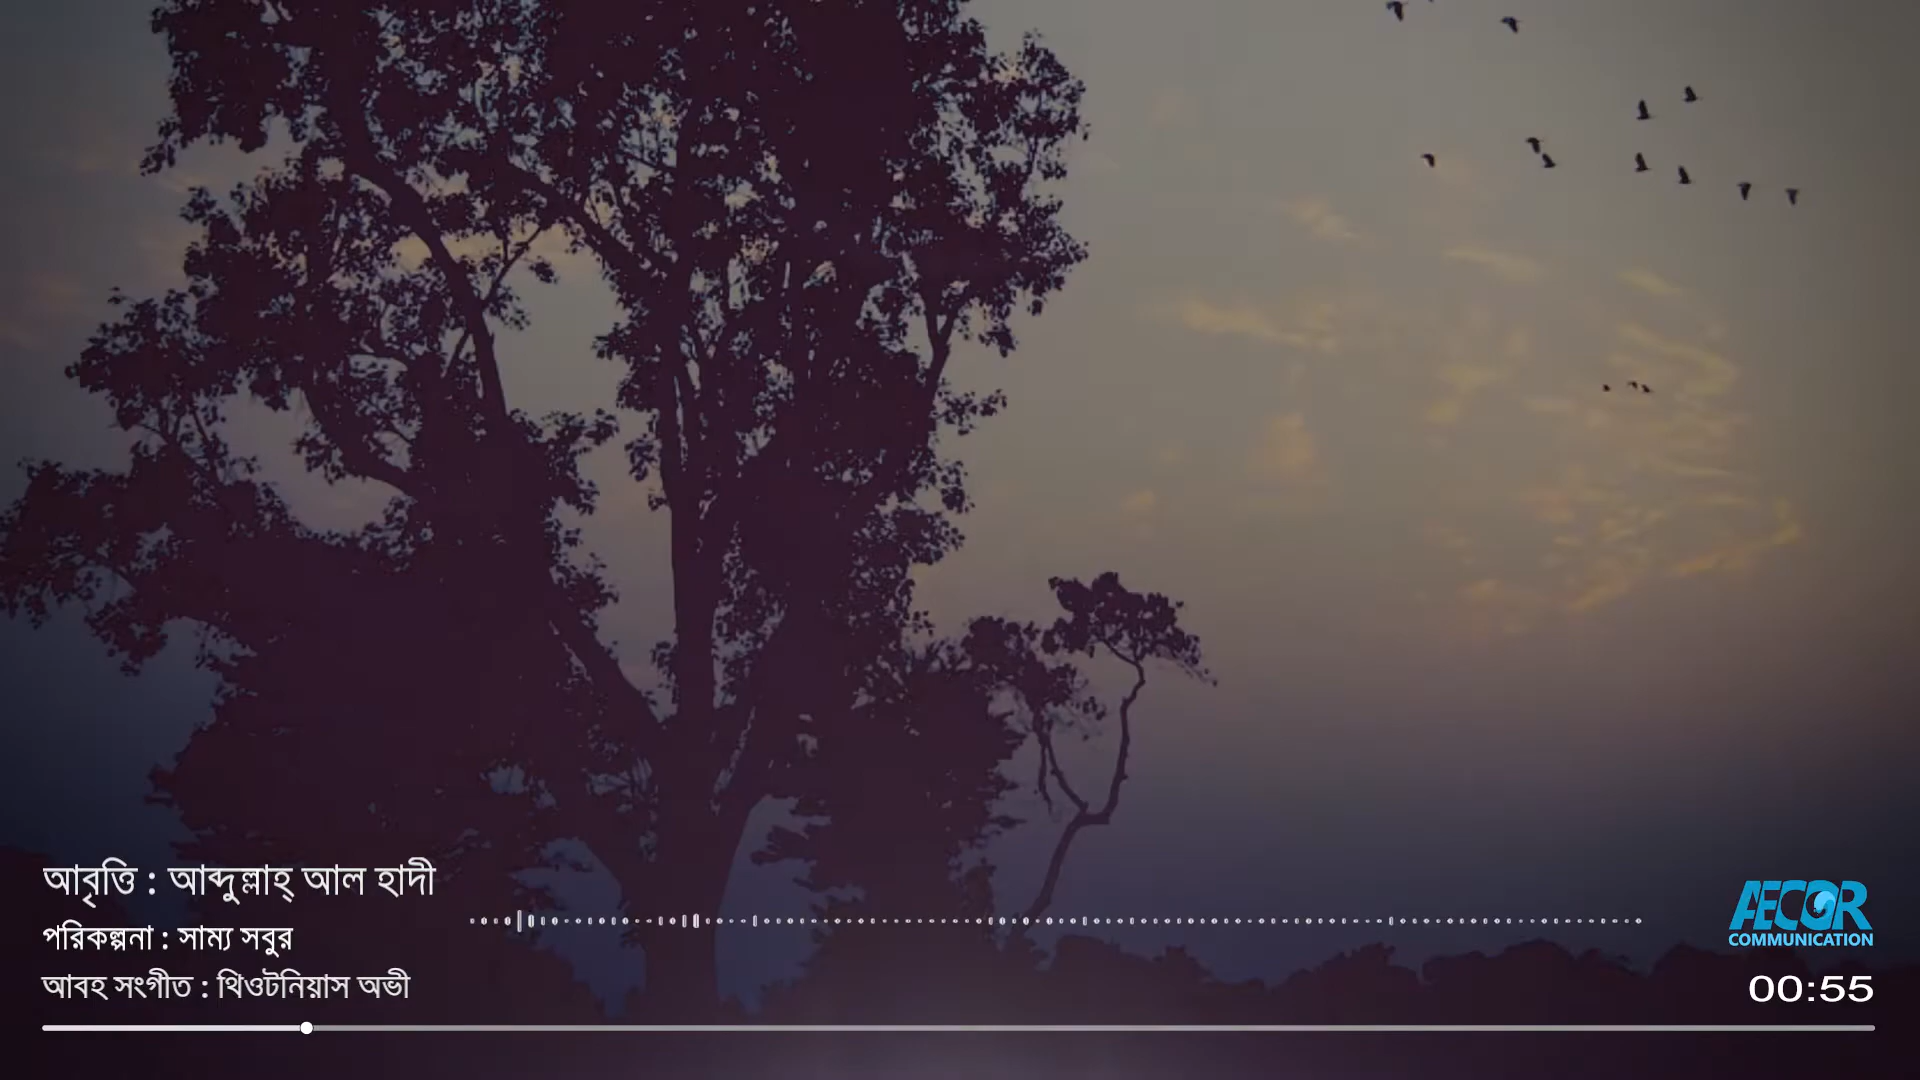 আবৃত্তি : আব্দুল্লাহ্ আল হাদী
পরিকল্পনা : সাম্য সবুর
আবহ সংগীত : থিওটনিয়াস অভী
AECOR
COMMUNICATION
00:55